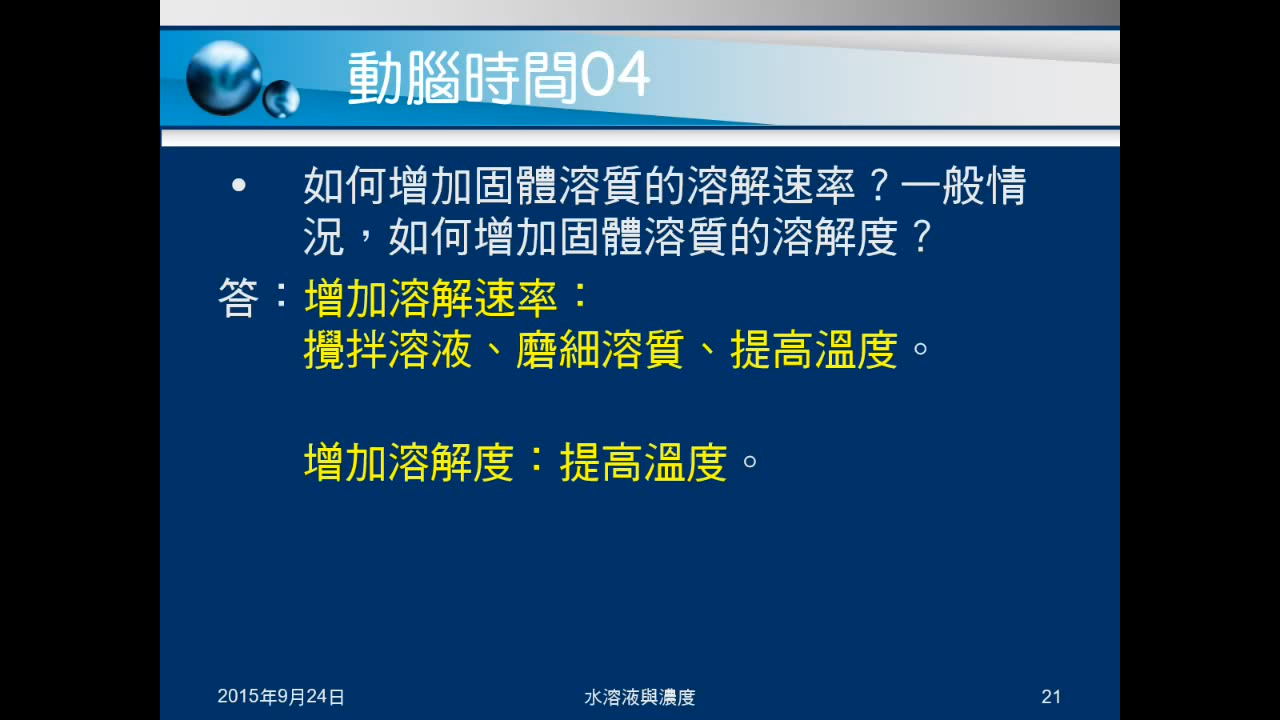 動腦時間04
• 如何增加固體溶質的溶解速率？一般情
況，如何增加固體溶質的溶解度？
答：增加溶解速率：
攪拌溶液、磨細溶質、提高溫度。
增加溶解度：提高溫度。
2015年9月24日
水溶液與濃度
21